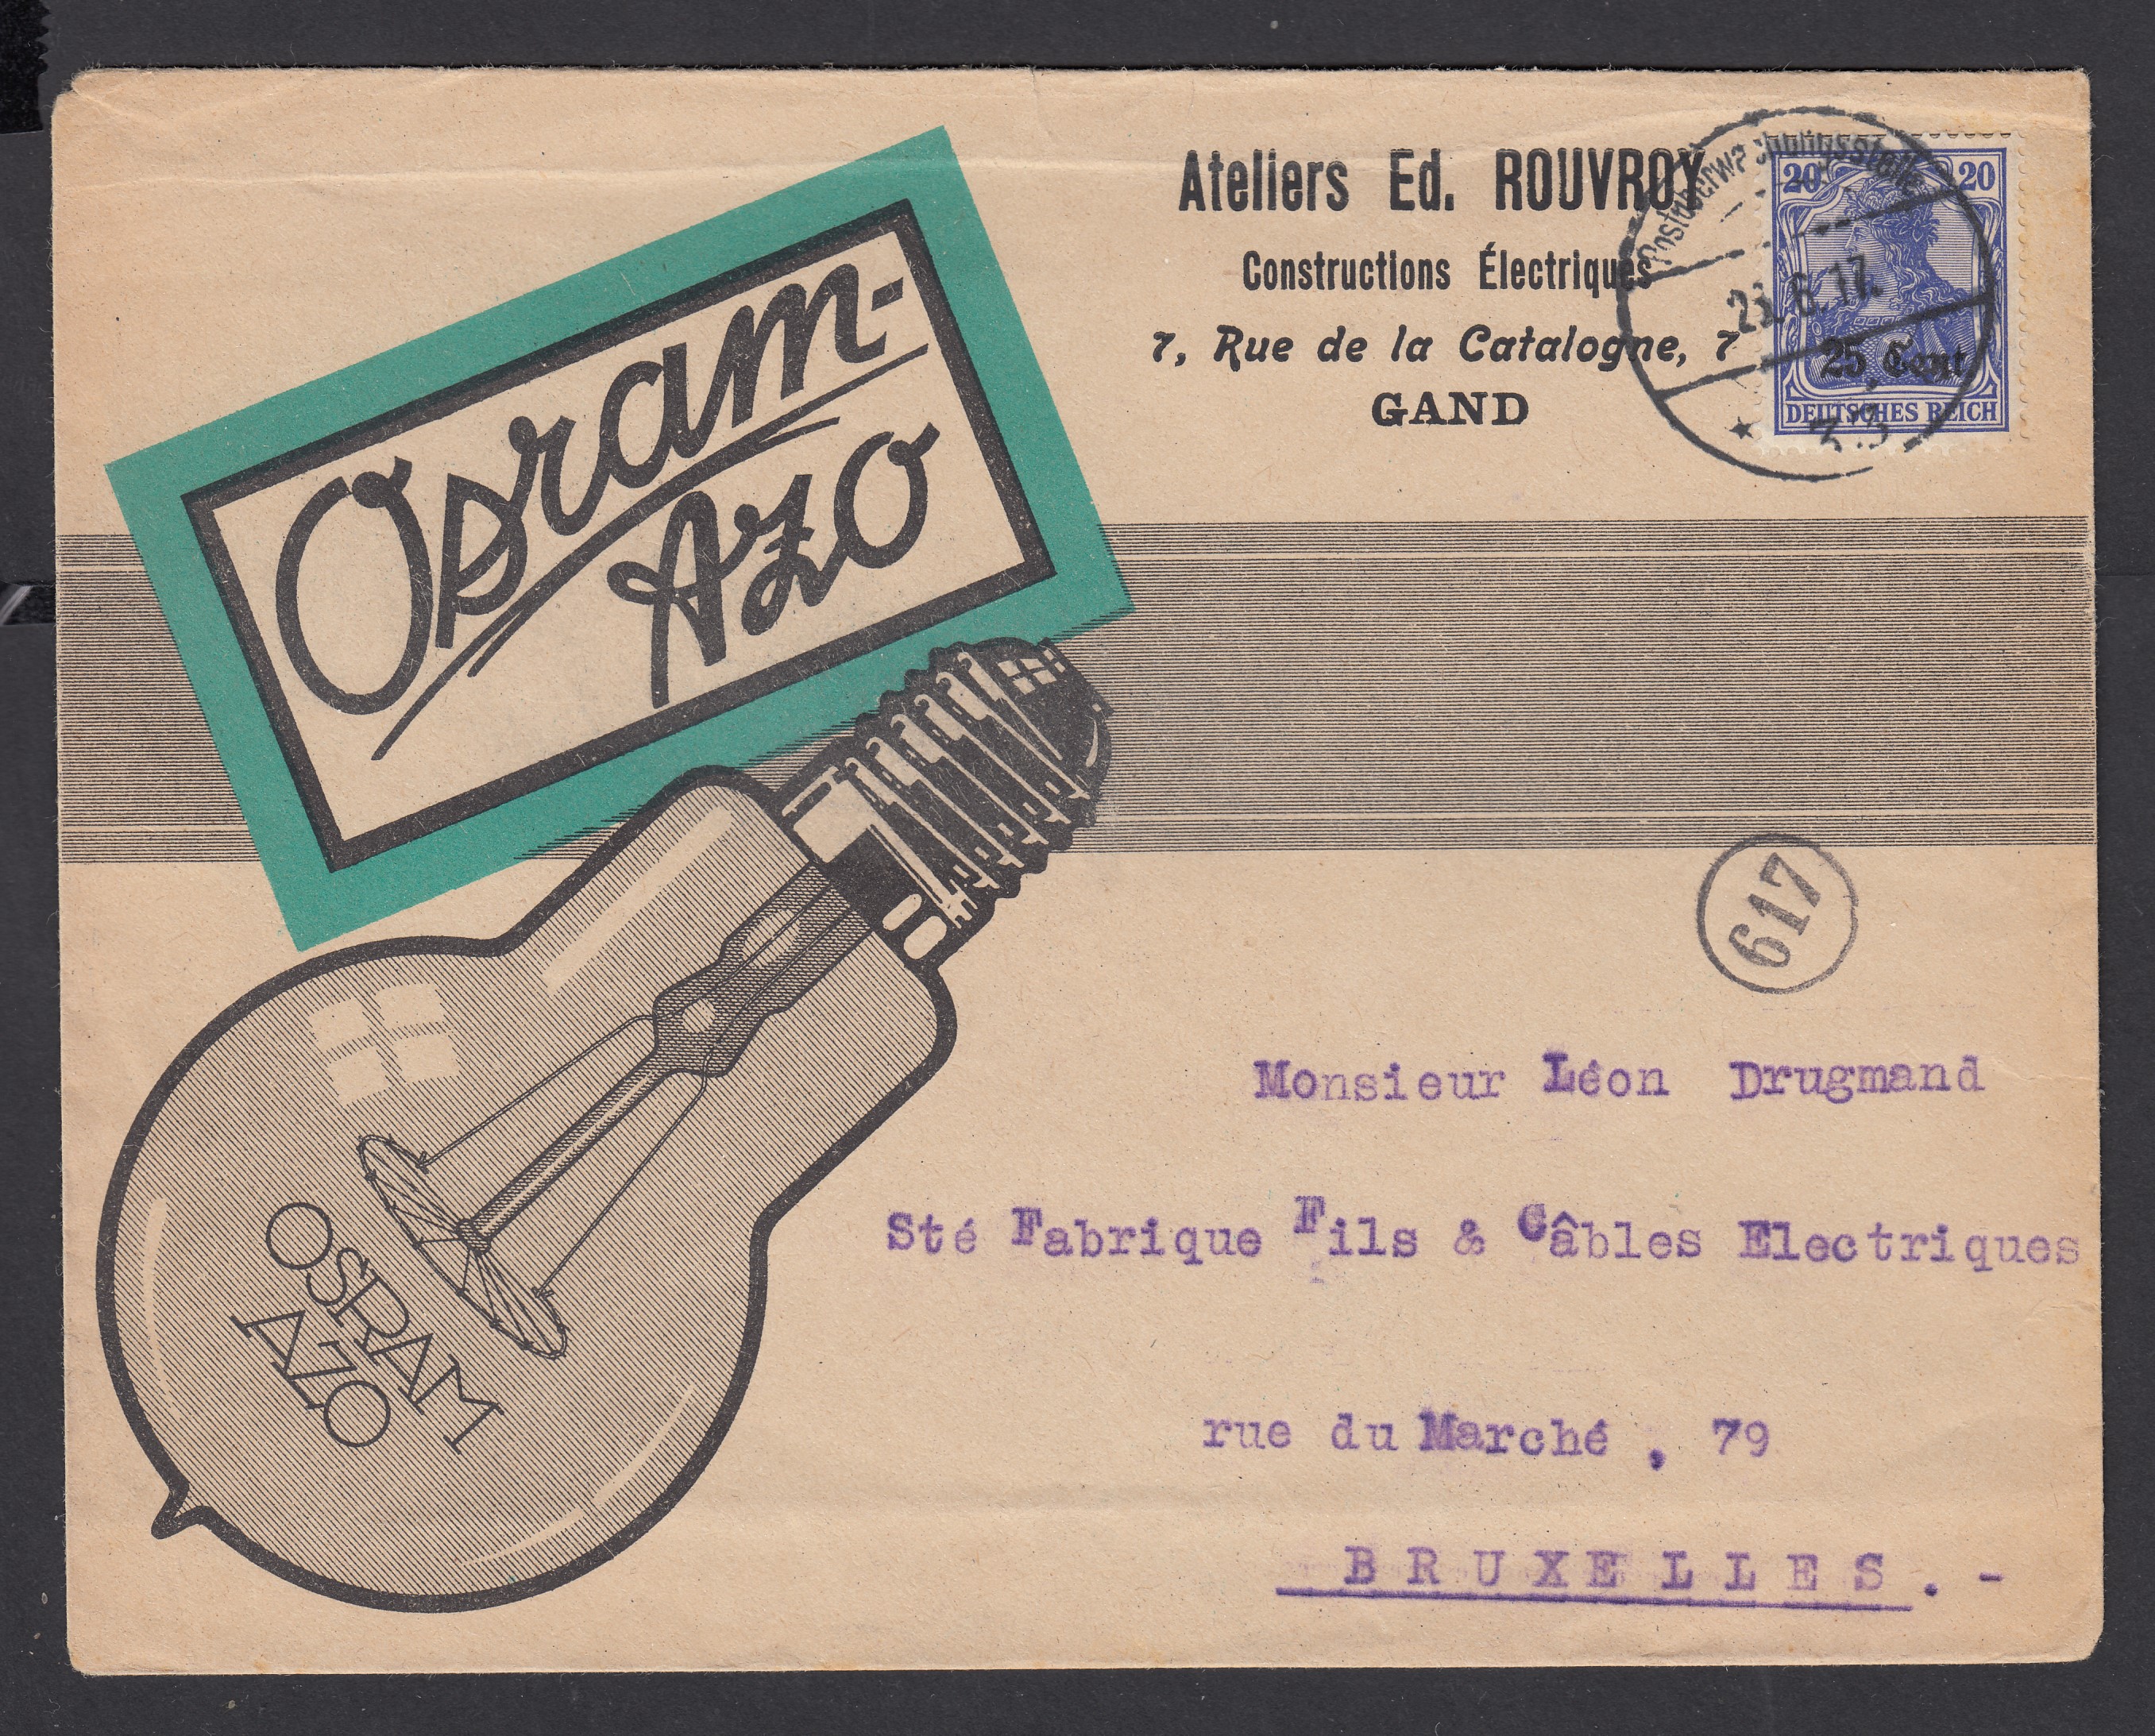 Osram-
Azo
OSRAM
AZO
Ateliers Ed. ROUVROY
Constructions Électriques
7, Rue de la Catalogne, 7
GAND
20 20
25 Cent.
DEUTSCHES REICH
Postüberwachungsstelle
6.17.
617
Monsieur Léon Drugmand
Sté Fabrique Fils & Câbles Electriques
rue du Marché , 79
BRUXELLES. -